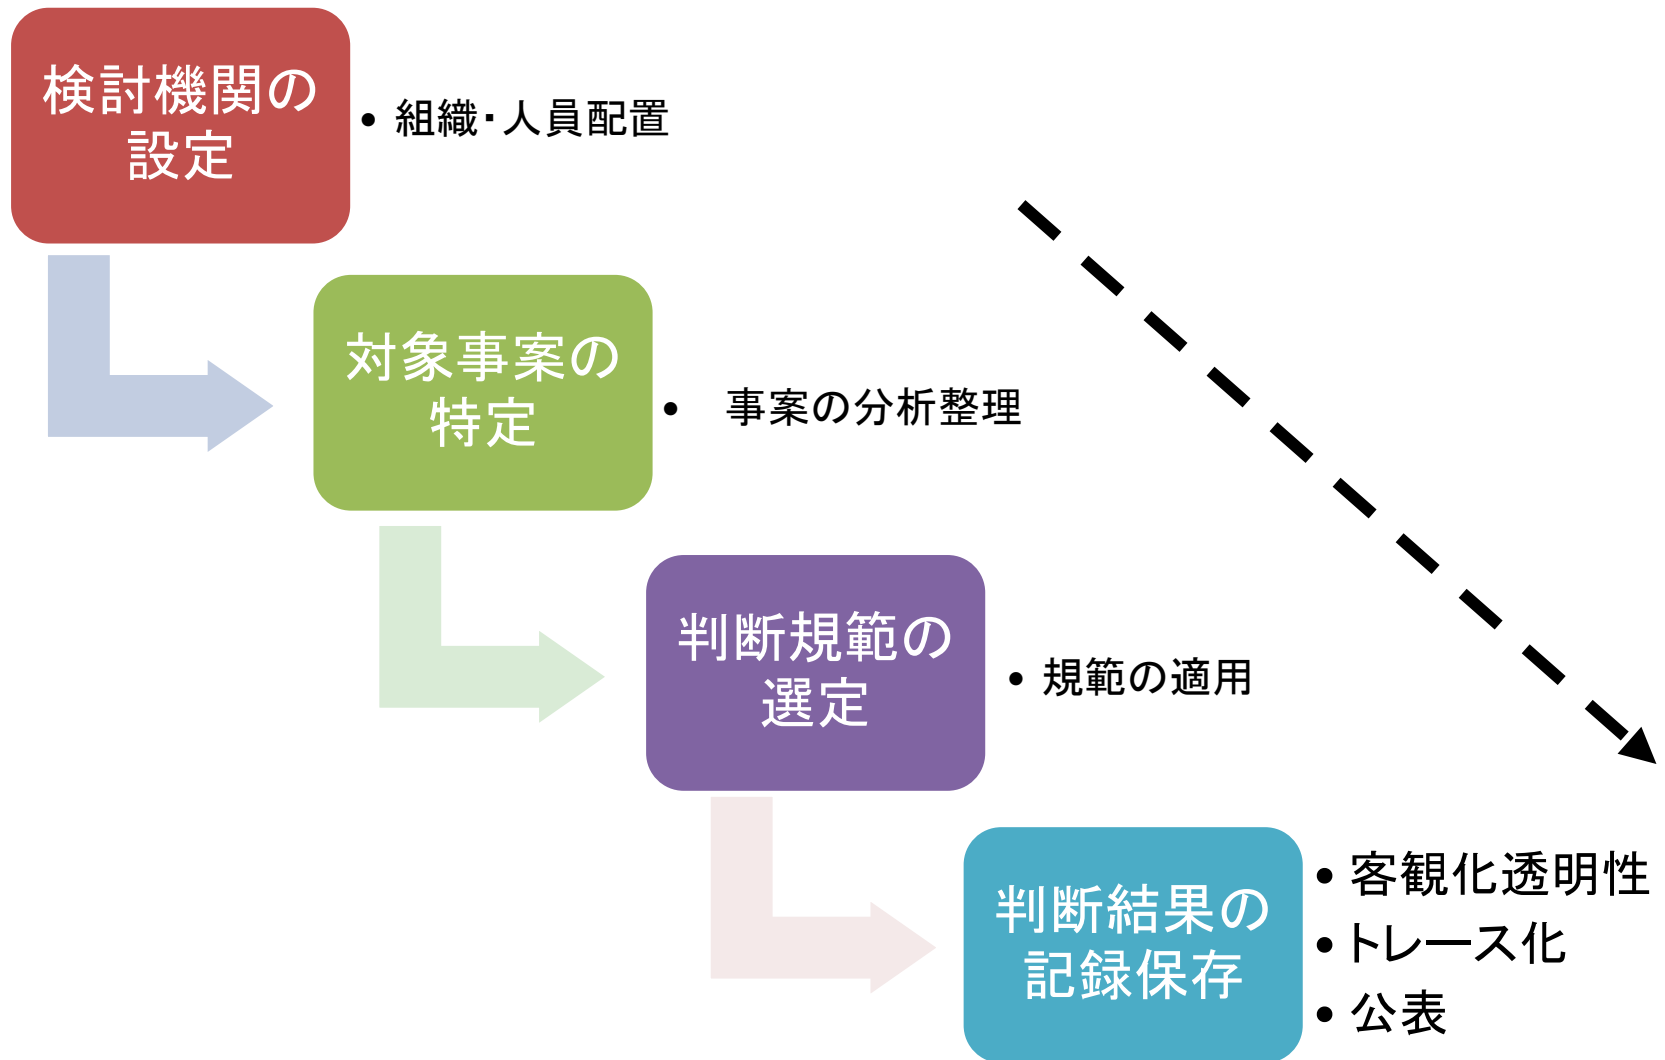 検討機関の
設定
• 組織・人員配置
対象事案の
特定
• 事案の分析整理
判断規範の
選定
• 規範の適用
判断結果の
記録保存
• 客観化透明性
• トレース化
• 公表